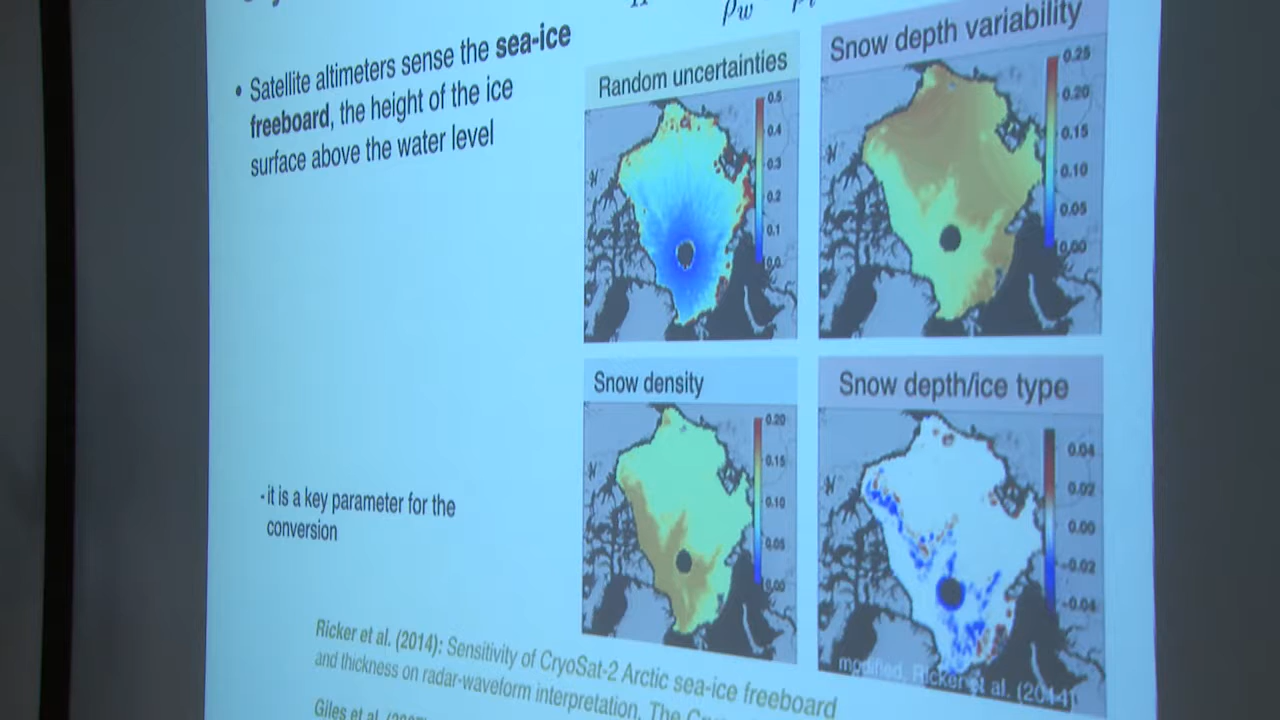 ρw
• Satellite altimeters sense the sea-ice
freeboard, the height of the ice
surface above the water level
Random uncertainties
0.5
0.4
0.3
0.2
0.1
0.0
Snow depth variability
0.25
0.20
0.15
0.10
0.05
0.00
Snow density
0.20
0.15
0.10
0.05
0.00
Snow depth/ice type
0.04
0.02
0.00
-0.02
-0.04
modified, Ricker et al. (2014)
- it is a key parameter for the
conversion
Ricker et al. (2014): Sensitivity of CryoSat-2 Arctic sea-ice freeboard
and thickness on radar-waveform interpretation, The
Giles et al.